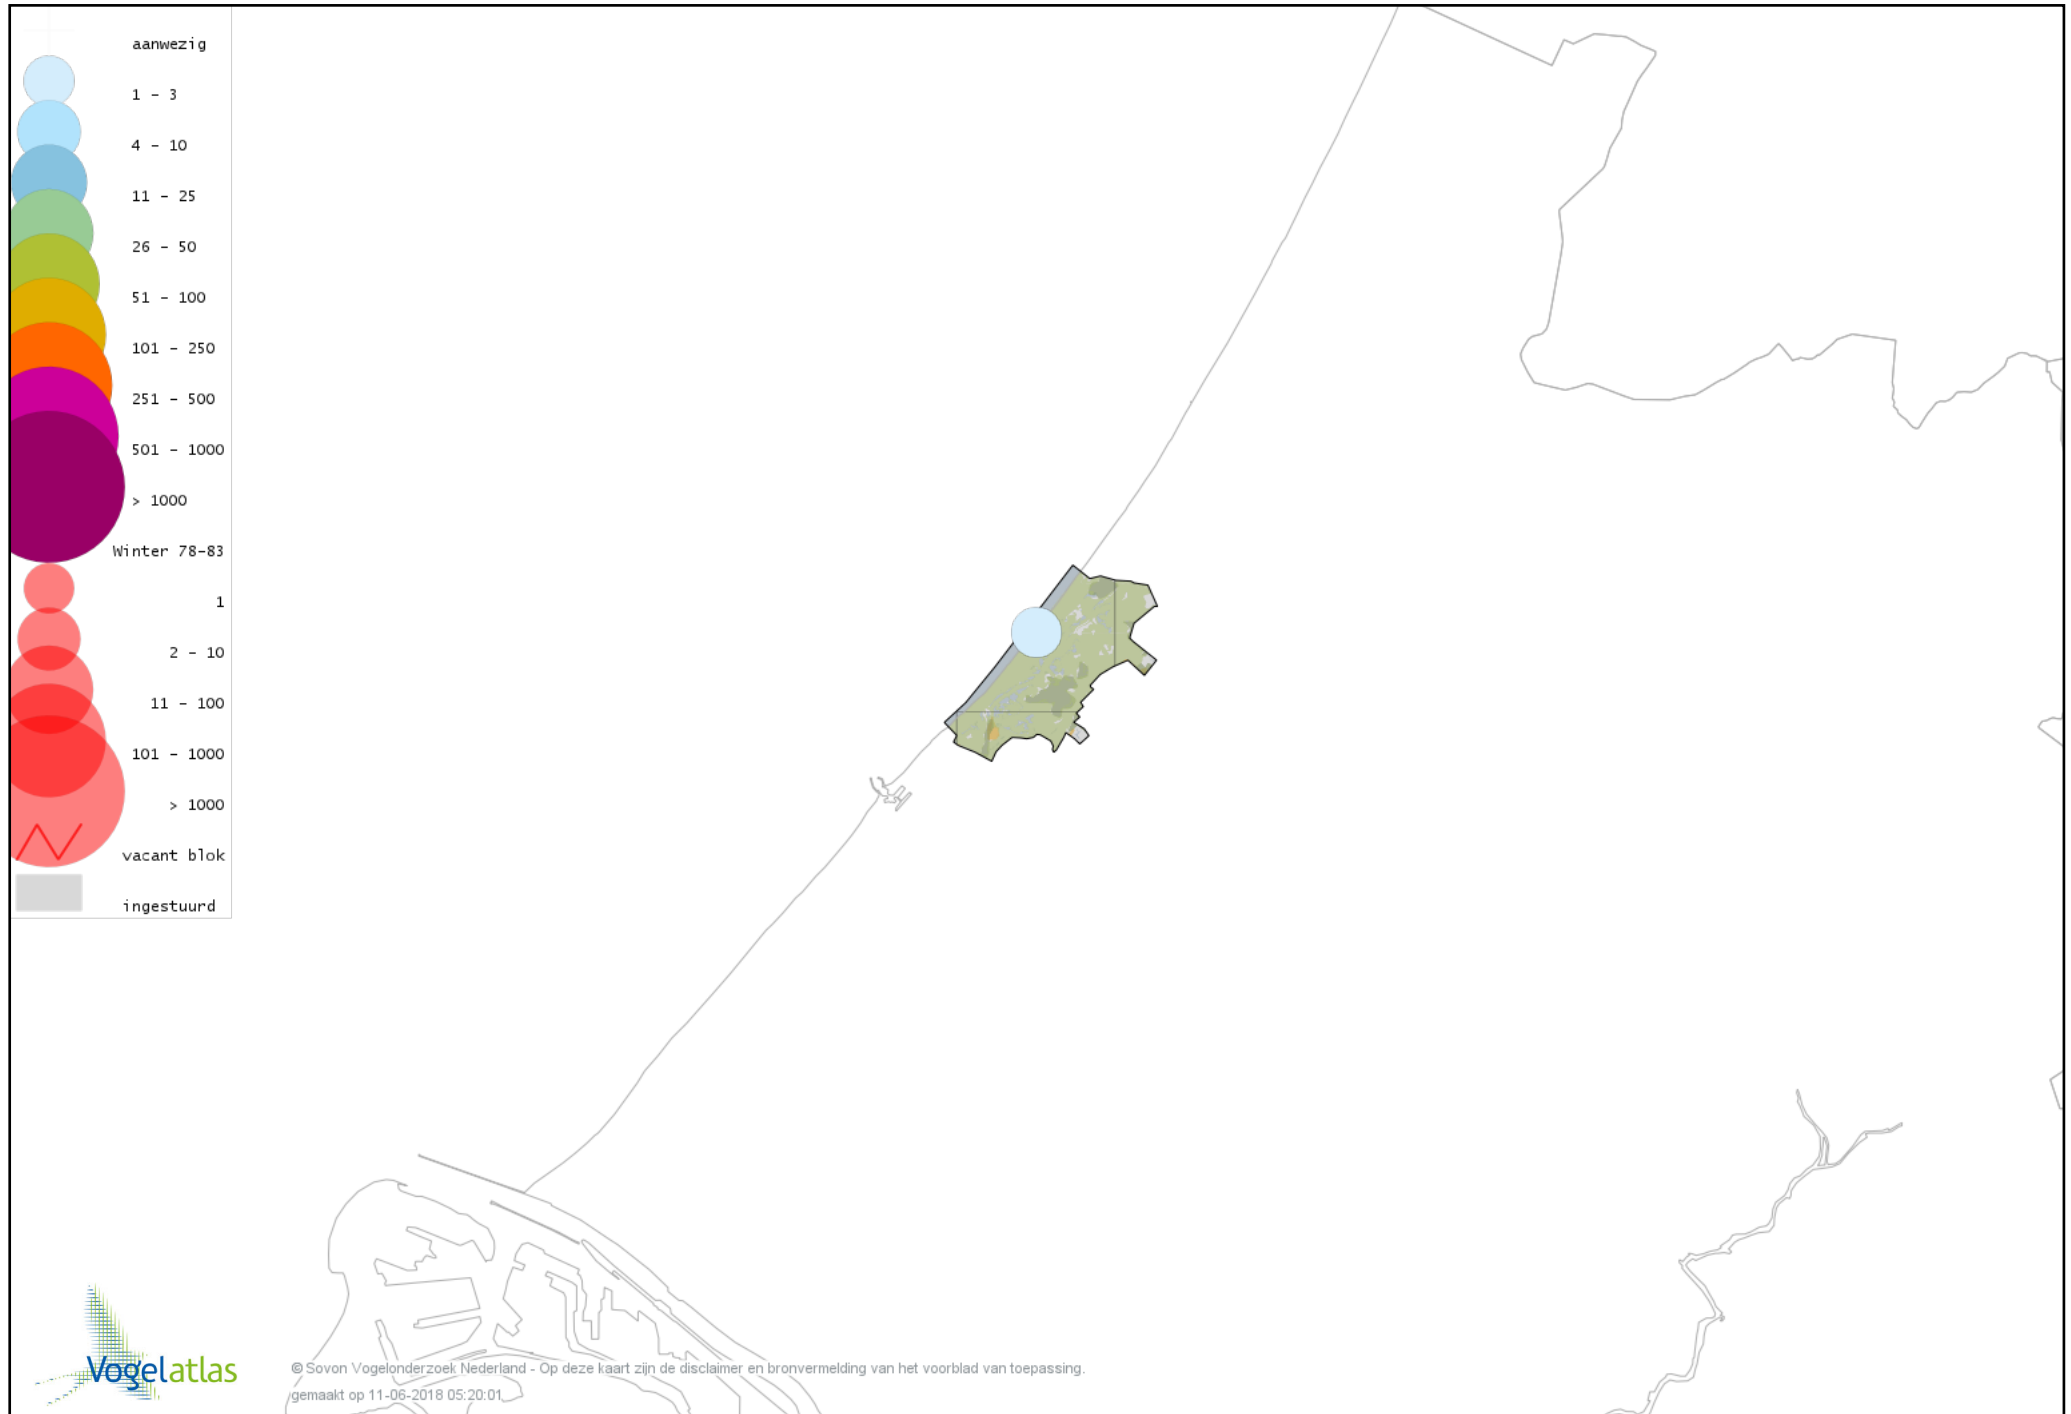 aanwezig
1 - 3
4 - 10
11 - 25
26 - 50
51 - 100
101 - 250
251 - 500
501 - 1000
> 1000
Winter 78-83
1
2 - 10
11 - 100
101 - 1000
> 1000
vacant blok
ingestuurd
Vogelatlas
© Sovon Vogelonderzoek Nederland - Op deze kaart zijn de disclaimer en bronvermelding van het voorblad van toepassing.
gemaakt op 11-06-2018 05:20:01